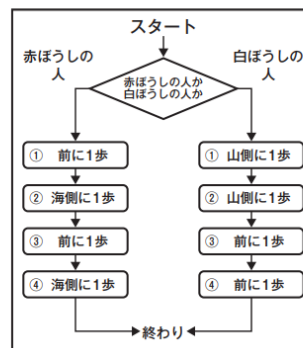 スタート
赤ぼうしの
人
白ぼうしの
人
赤ぼうしの人か
白ぼうしの人か
① 前に1歩
② 海側に1歩
③ 前に1歩
④ 海側に1歩
① 山側に1歩
② 山側に1歩
③ 前に1歩
④ 前に1歩
終わり